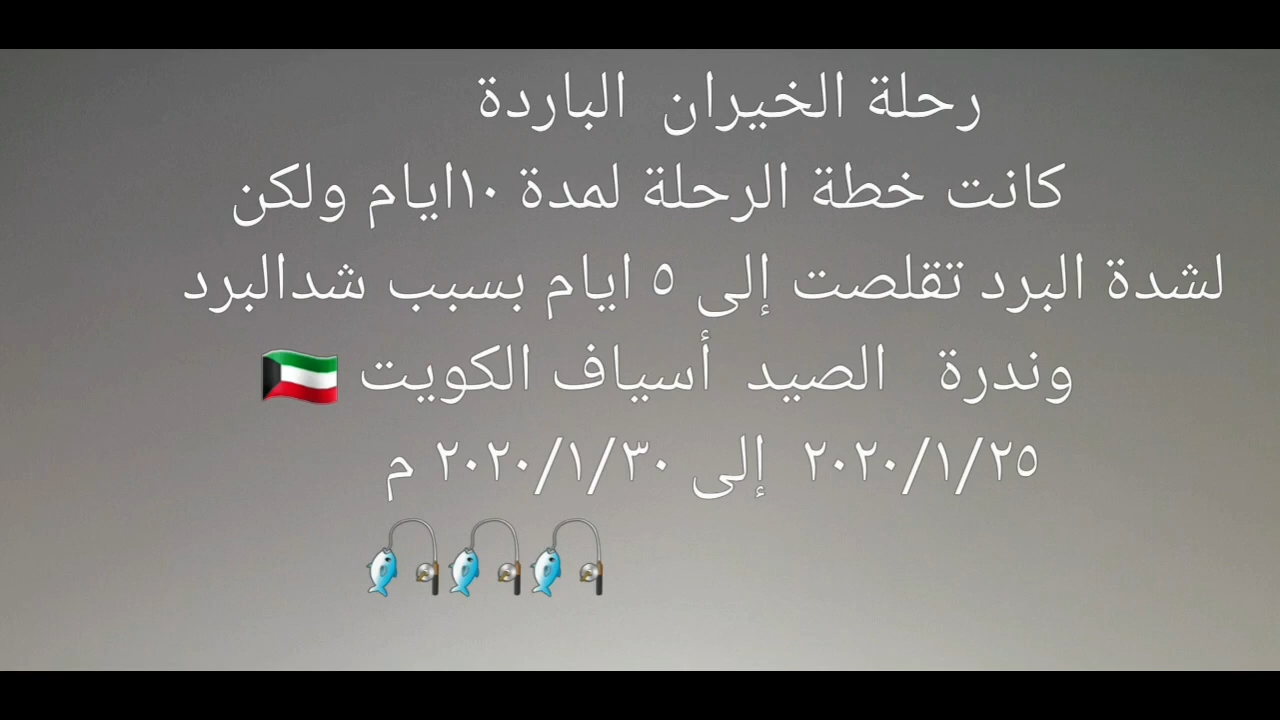 رحلة الخيران الباردة
كانت خطة الرحلة لمدة ١٠ايام ولكن
لشدة البرد تقلصت إلى ٥ ايام بسبب شدالبرد
وندرة الصيد أسياف الكويت 🇰🇼
٢٠٢٠/١/٢٥ إلى ٢٠٢٠/١/٣٠ م
🎣🎣🎣